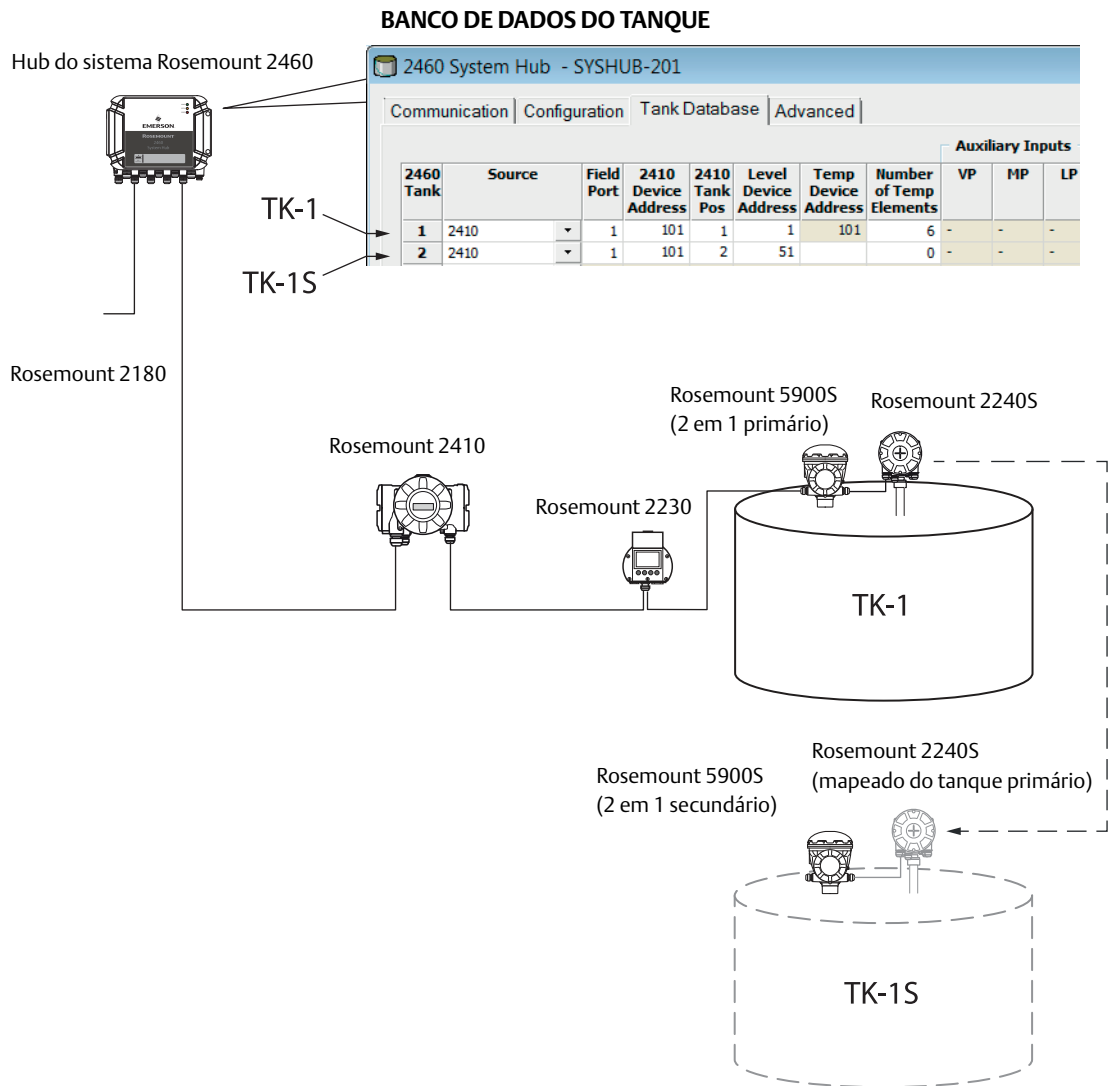 BANCO DE DADOS DO TANQUE
Hub do sistema Rosemount 2460
2460 System Hub - SYSHUB-201
Communication Configuration Tank Database Advanced
EMERSON
ROSEMOUNT
2460
System Hub
Auxiliary Inputs
2460 Tank Source Field Port 2410 Device Address 2410 Tank Pos Level Device Address Temp Device Address Number of Temp Elements VP MP LP
TK-1
1 2410 1 101 1 1 101 6 - - -
2 2410 1 101 2 51 0 - - -
TK-1S
Rosemount 2180
Rosemount 5900S
(2 em 1 primário)
Rosemount 2240S
Rosemount 2410
Rosemount 2230
TK-1
Rosemount 2240S
(mapeado do tanque primário)
Rosemount 5900S
(2 em 1 secundário)
TK-1S